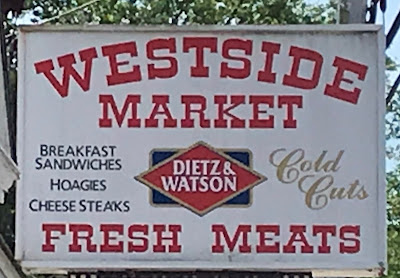 WESTSIDE
MARKET
BREAKFAST
SANDWICHES
HOAGIES
CHEESE STEAKS
DIETZ &
WATSON
Cold
Cuts
FRESH MEATS